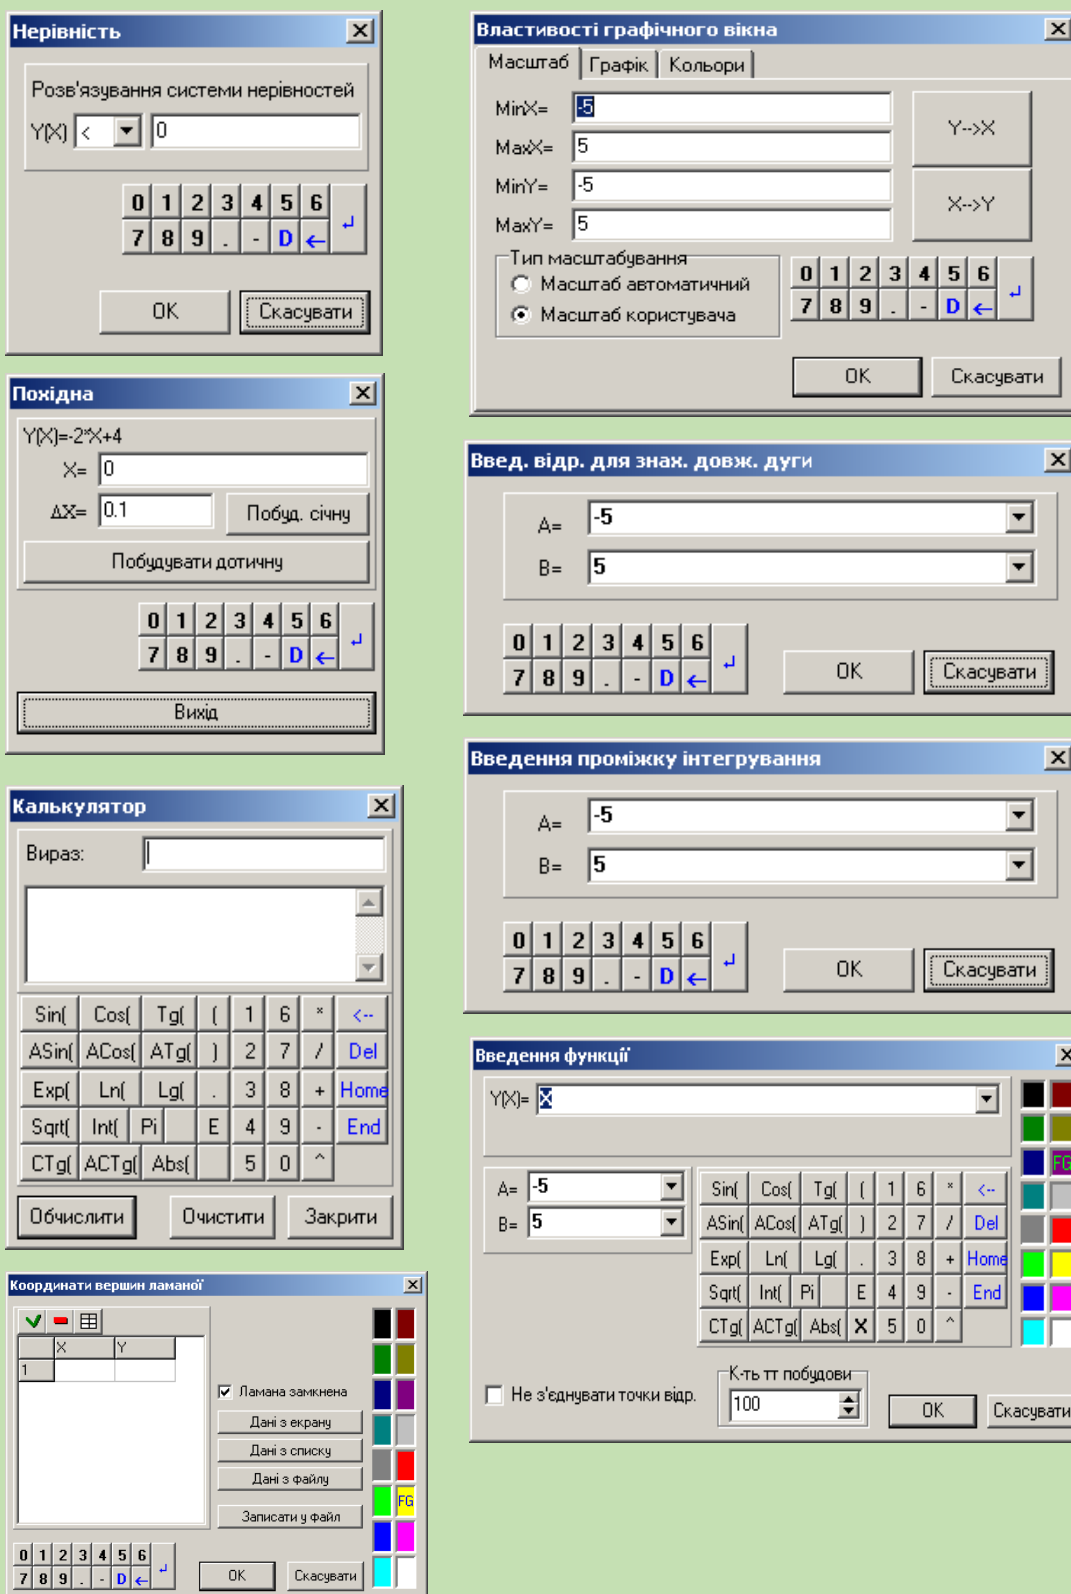 Нерівність
Розв'язування системи нерівностей
Y(X) < 0
0 1 2 3 4 5 6
7 8 9 . - D ←
OK Скасувати
Властивості графічного вікна
Масштаб Графік Кольори
MinX= -5
MaxX= 5
MinY= -5
MaxY= 5
Y-->X
X-->Y
Тип масштабування
Масштаб автоматичний
Масштаб користувача
0 1 2 3 4 5 6
7 8 9 . - D ←
OK Скасувати
Похідна
Y(X)=-2*X+4
X= 0
ΔX= 0.1 Побуд. січну
Побудувати дотичну
0 1 2 3 4 5 6
7 8 9 . - D ←
Вихід
Введ. відр. для знах. довж. дуги
A= -5
B= 5
0 1 2 3 4 5 6
7 8 9 . - D ←
OK Скасувати
Введення проміжку інтегрування
A= -5
B= 5
0 1 2 3 4 5 6
7 8 9 . - D ←
OK Скасувати
Калькулятор
Вираз:
Sin( Cos( Tg( ( 1 6 * <--
ASin( ACos( ATg( ) 2 7 / Del
Exp( Ln( Lg( . 3 8 + Home
Sqrt( Int( Pi E 4 9 - End
CTg( ACTg( Abs( 5 0 ^
Обчислити Очистити Закрити
Введення функції
Y(X)= X
A= -5
B= 5
Sin( Cos( Tg( ( 1 6 * <--
ASin( ACos( ATg( ) 2 7 / Del
Exp( Ln( Lg( . 3 8 + Home
Sqrt( Int( Pi E 4 9 - End
CTg( ACTg( Abs( X 5 0 ^
FG
Не з'єднувати точки відр.
К-ть тт побудови
100
OK Скасувати
Координати вершин ламаної
X Y
1
Ламана замкнена
Дані з екрану
Дані з списку
Дані з файлу
Записати у файл
FG
0 1 2 3 4 5 6
7 8 9 . - D ←
OK Скасувати